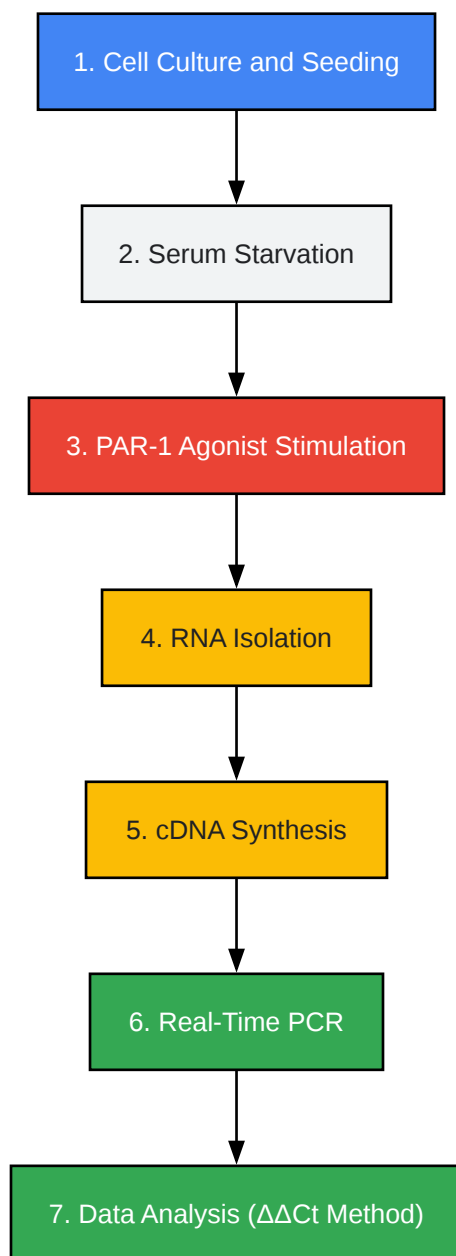 1. Cell Culture and Seeding
2. Serum Starvation
3. PAR-1 Agonist Stimulation
4. RNA Isolation
5. cDNA Synthesis
6. Real-Time PCR
7. Data Analysis (ΔΔCt Method)